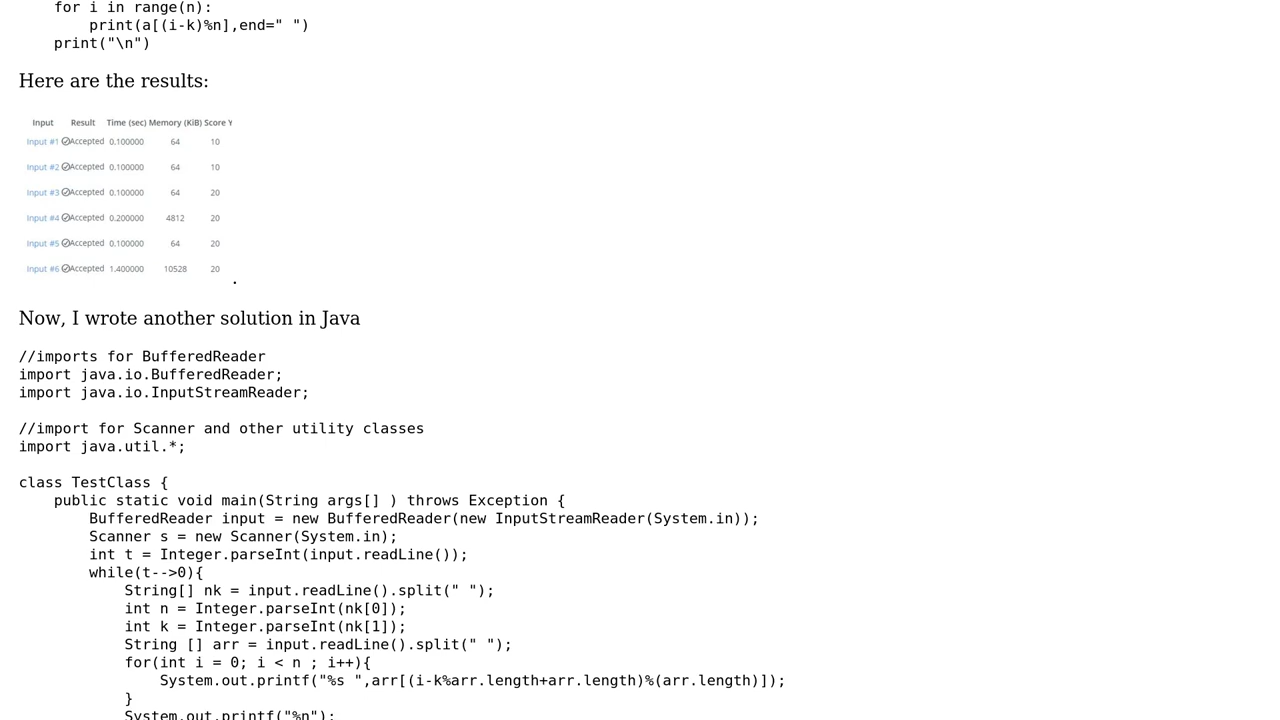 for i in range(n):
        print(a[(i-k)%n],end=" ")
    print("\n")
Here are the results:
Input Result Time (sec) Memory (KiB) Score
Input #1 Accepted 0.100000 64 10
Input #2 Accepted 0.100000 64 10
Input #3 Accepted 0.100000 64 20
Input #4 Accepted 0.200000 4812 20
Input #5 Accepted 0.100000 64 20
Input #6 Accepted 1.400000 10528 20
.
Now, I wrote another solution in Java
//imports for BufferedReader
import java.io.BufferedReader;
import java.io.InputStreamReader;
//import for Scanner and other utility classes
import java.util.*;
class TestClass {
    public static void main(String args[] ) throws Exception {
        BufferedReader input = new BufferedReader(new InputStreamReader(System.in));
        Scanner s = new Scanner(System.in);
        int t = Integer.parseInt(input.readLine());
        while(t-->0){
            String[] nk = input.readLine().split(" ");
            int n = Integer.parseInt(nk[0]);
            int k = Integer.parseInt(nk[1]);
            String [] arr = input.readLine().split(" ");
            for(int i = 0; i < n ; i++){
                System.out.printf("%s ",arr[(i-k%arr.length+arr.length)%(arr.length)]);
            }
            System.out.printf("%n");